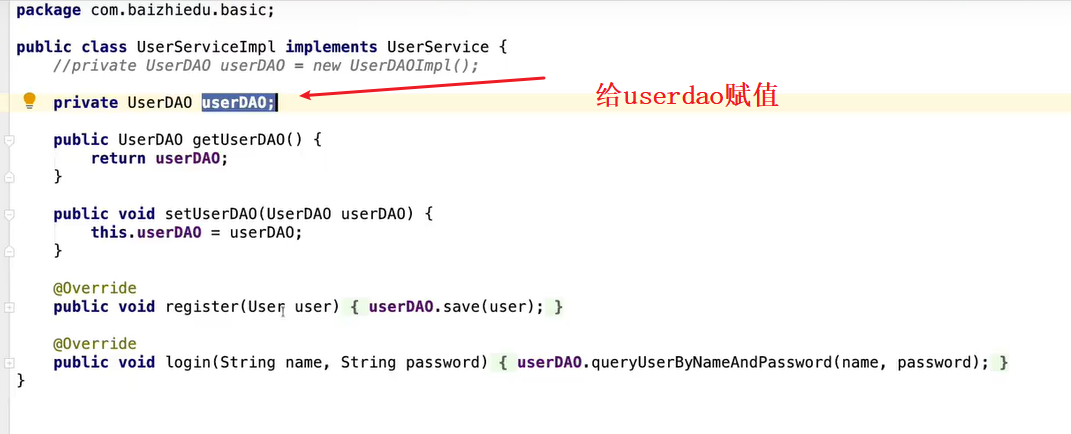 package com.baizhiedu.basic;
public class UserServiceImpl implements UserService {
//private UserDAO userDAO = new UserDAOImpl();
private UserDAO userDAO;
给userdao赋值
public UserDAO getUserDAO() {
return userDAO;
}
public void setUserDAO(UserDAO userDAO) {
this.userDAO = userDAO;
}
@Override
public void register(User user) { userDAO.save(user); }
@Override
public void login(String name, String password) { userDAO.queryUserByNameAndPassword(name, password); }
}